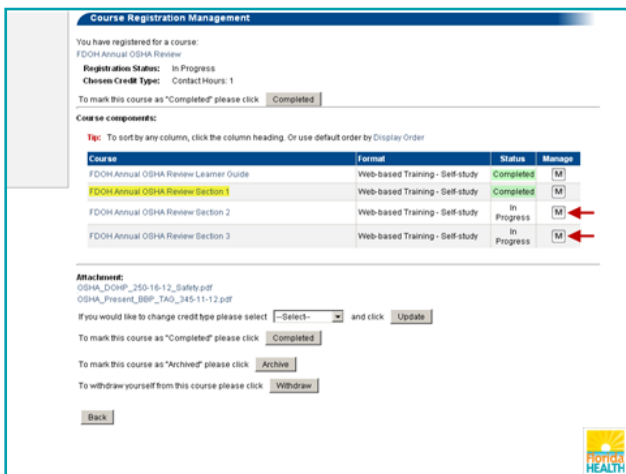 Course Registration Management
You have registered for a course:
FDOH Annual OSHA Review
Registration Status: In Progress
Chosen Credit Type: Contact Hours: 1
To mark this course as "Completed" please click Completed
Course components:
Tip: To sort by any column, click the column heading. Or use default order by Display Order
Course Format Status Manage
FDOH Annual OSHA Review Learner Guide Web-based Training - Self-study Completed M
FDOH Annual OSHA Review Section 1 Web-based Training - Self-study Completed M
FDOH Annual OSHA Review Section 2 Web-based Training - Self-study In Progress M
FDOH Annual OSHA Review Section 3 Web-based Training - Self-study In Progress M
Attachment:
OSHA_DOHP_250-16-12_Safety.pdf
OSHA_Present_BBP_TAG_345-11-12.pdf
If you would like to change credit type please select --Select-- and click Update
To mark this course as "Completed" please click Completed
To mark this course as "Archived" please click Archive
To withdraw yourself from this course please click Withdraw
Back
Florida
HEALTH